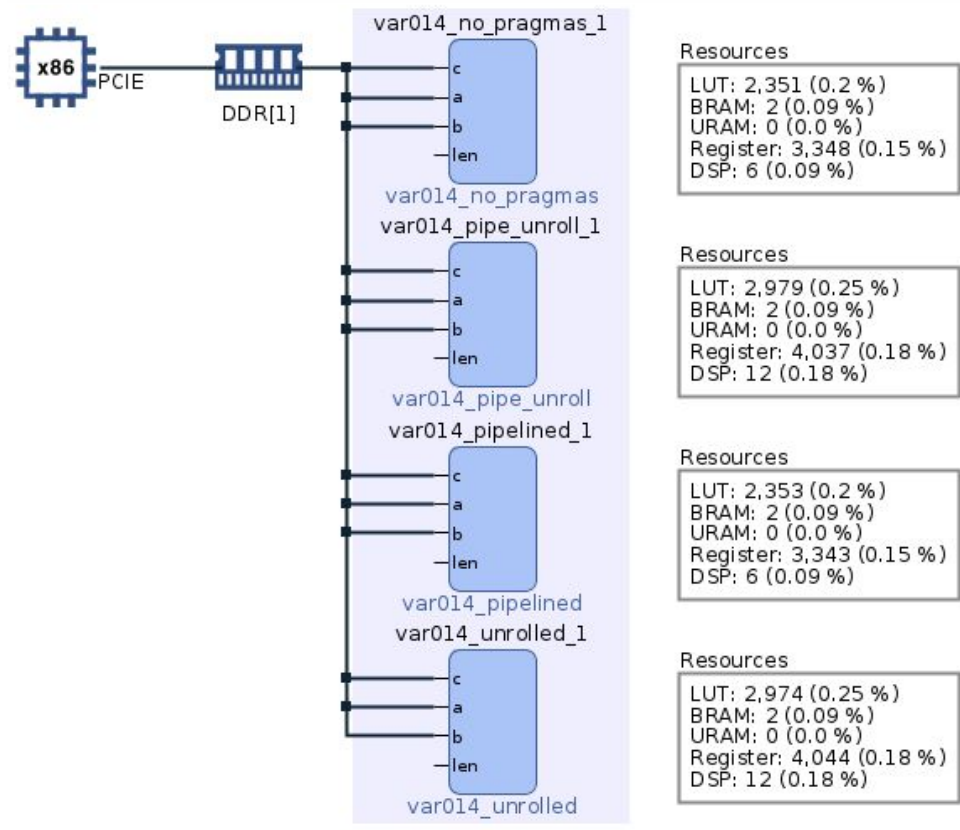 x86
PCIE
DDR[1]
var014_no_pragmas_1
c
a
b
len
var014_no_pragmas
Resources
LUT: 2,351 (0.2 %)
BRAM: 2 (0.09 %)
URAM: 0 (0.0 %)
Register: 3,348 (0.15 %)
DSP: 6 (0.09 %)
var014_pipe_unroll_1
c
a
b
len
var014_pipe_unroll
Resources
LUT: 2,979 (0.25 %)
BRAM: 2 (0.09 %)
URAM: 0 (0.0 %)
Register: 4,037 (0.18 %)
DSP: 12 (0.18 %)
var014_pipelined_1
c
a
b
len
var014_pipelined
Resources
LUT: 2,353 (0.2 %)
BRAM: 2 (0.09 %)
URAM: 0 (0.0 %)
Register: 3,343 (0.15 %)
DSP: 6 (0.09 %)
var014_unrolled_1
c
a
b
len
var014_unrolled
Resources
LUT: 2,974 (0.25 %)
BRAM: 2 (0.09 %)
URAM: 0 (0.0 %)
Register: 4,044 (0.18 %)
DSP: 12 (0.18 %)